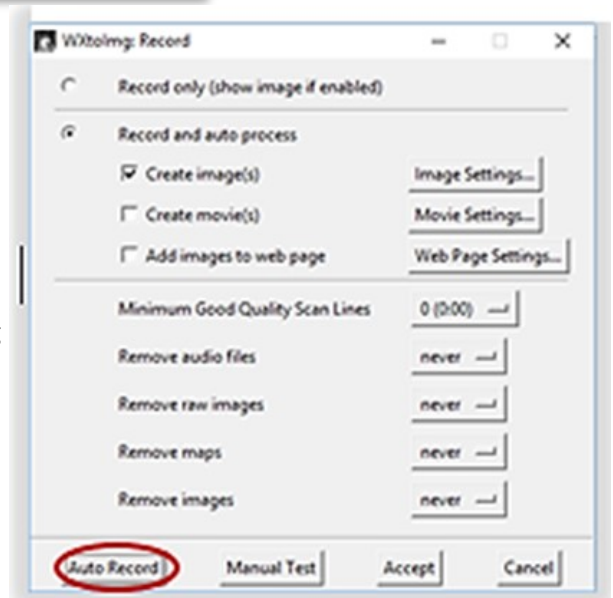 WXtoImg: Record
Record only (show image if enabled)
Record and auto process
Create image(s) Image Settings...
Create movie(s) Movie Settings...
Add images to web page Web Page Settings...
Minimum Good Quality Scan Lines 0 (0:00)
Remove audio files never
Remove raw images never
Remove maps never
Remove images never
Auto Record Manual Test Accept Cancel